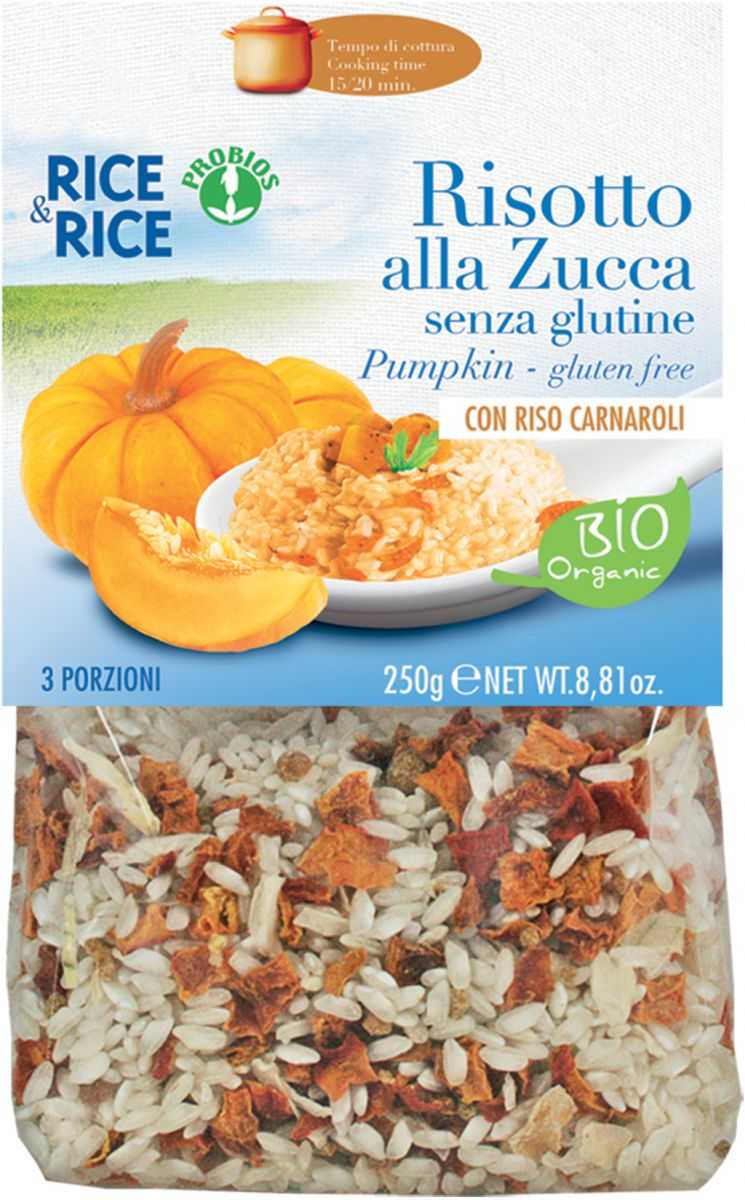 Tempo di cottura
Cooking time
15/20 min.
RICE
& RICE
PROBIOS
Risotto
alla Zucca
senza glutine
Pumpkin - gluten free
CON RISO CARNAROLI
BIO
Organic
3 PORZIONI
250g ℮ NET WT.8,81oz.